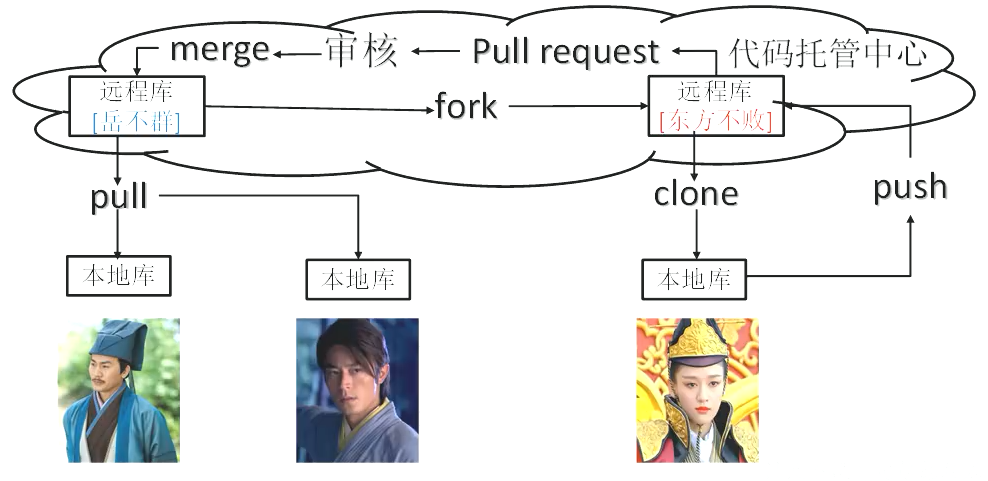 merge
审核
Pull request
代码托管中心
远程库
[岳不群]
fork
远程库
[东方不败]
pull
clone
push
本地库
本地库
本地库